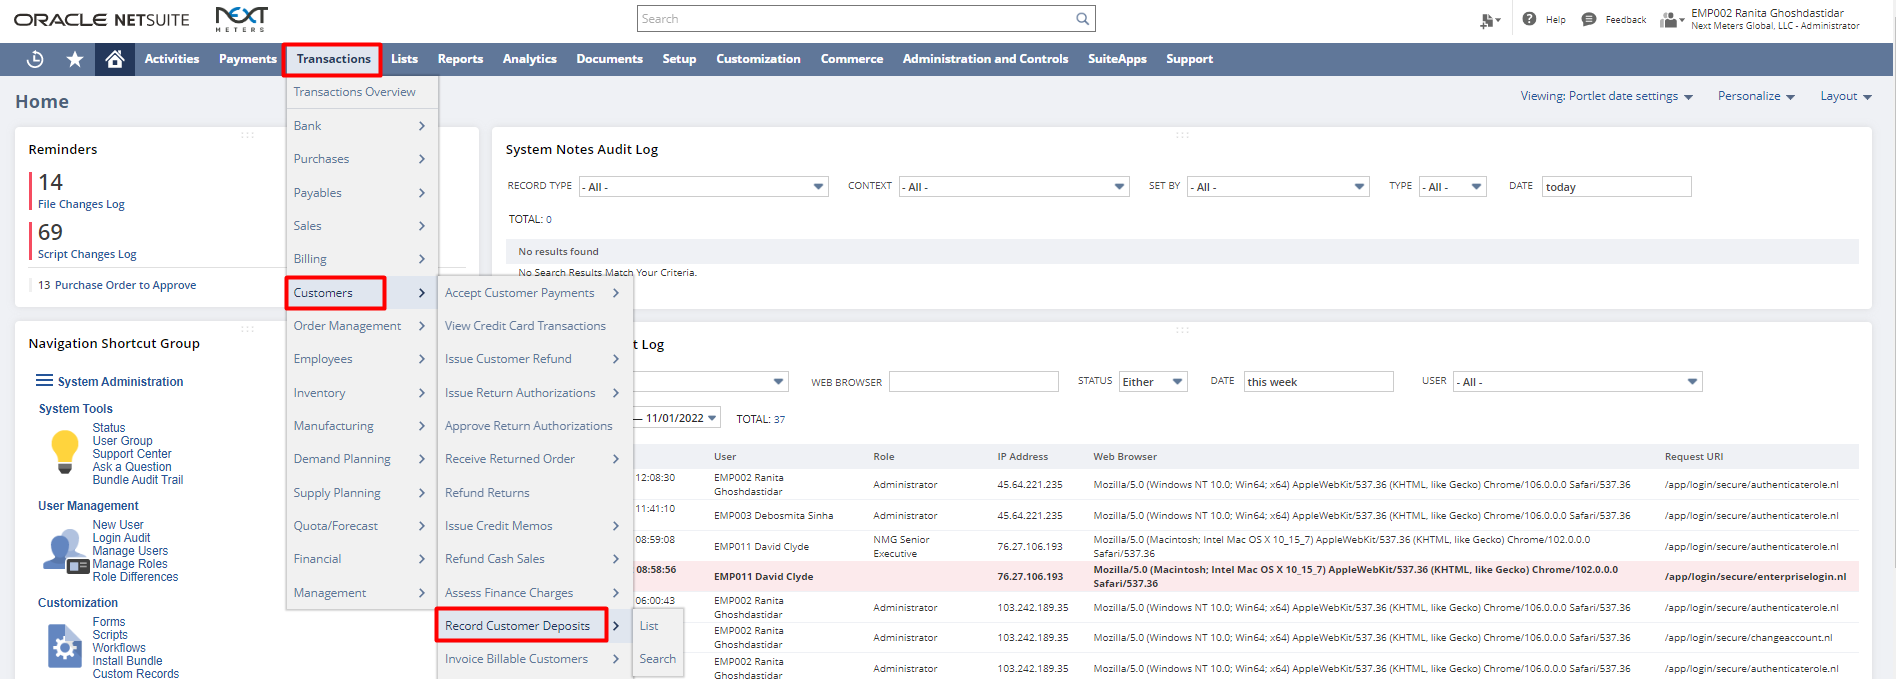 ORACLE NETSUITE
NEXT
METERS
Search
Help
Feedback
EMP002 Ranita Ghoshdastidar
Next Meters Global, LLC - Administrator
Activities Payments Transactions Lists Reports Analytics Documents Setup Customization Commerce Administration and Controls SuiteApps Support
Home
Viewing: Portlet date settings Personalize Layout
Transactions Overview
Bank
Purchases
Payables
Sales
Billing
Customers
Order Management
Employees
Inventory
Manufacturing
Demand Planning
Supply Planning
Quota/Forecast
Financial
Management
Accept Customer Payments
View Credit Card Transactions
Issue Customer Refund
Issue Return Authorizations
Approve Return Authorizations
Receive Returned Order
Refund Returns
Issue Credit Memos
Refund Cash Sales
Assess Finance Charges
Record Customer Deposits
Invoice Billable Customers
List
Search
Reminders
14
File Changes Log
69
Script Changes Log
13 Purchase Order to Approve
Navigation Shortcut Group
System Administration
System Tools
Status
User Group
Support Center
Ask a Question
Bundle Audit Trail
User Management
New User
Login Audit
Manage Users
Manage Roles
Role Differences
Customization
Forms
Scripts
Workflows
Install Bundle
Custom Records
System Notes Audit Log
RECORD TYPE - All - CONTEXT - All - SET BY - All - TYPE - All - DATE today
TOTAL: 0
No results found
No Search Results Match Your Criteria.
t Log
WEB BROWSER STATUS Either DATE this week USER - All -
— 11/01/2022 TOTAL: 37
User Role IP Address Web Browser Request URI
12:08:30 EMP002 Ranita Ghoshdastidar Administrator 45.64.221.235 Mozilla/5.0 (Windows NT 10.0; Win64; x64) AppleWebKit/537.36 (KHTML, like Gecko) Chrome/106.0.0.0 Safari/537.36 /app/login/secure/authenticaterole.nl
11:41:10 EMP003 Debosmita Sinha Administrator 45.64.221.235 Mozilla/5.0 (Windows NT 10.0; Win64; x64) AppleWebKit/537.36 (KHTML, like Gecko) Chrome/106.0.0.0 Safari/537.36 /app/login/secure/authenticaterole.nl
08:59:08 EMP011 David Clyde NMG Senior Executive 76.27.106.193 Mozilla/5.0 (Macintosh; Intel Mac OS X 10_15_7) AppleWebKit/537.36 (KHTML, like Gecko) Chrome/102.0.0.0 Safari/537.36 /app/login/secure/authenticaterole.nl
08:58:56 EMP011 David Clyde 76.27.106.193 Mozilla/5.0 (Macintosh; Intel Mac OS X 10_15_7) AppleWebKit/537.36 (KHTML, like Gecko) Chrome/102.0.0.0 Safari/537.36 /app/login/secure/enterpriselogin.nl
06:00:43 EMP002 Ranita Ghoshdastidar Administrator 103.242.189.35 Mozilla/5.0 (Windows NT 10.0; Win64; x64) AppleWebKit/537.36 (KHTML, like Gecko) Chrome/106.0.0.0 Safari/537.36 /app/login/secure/authenticaterole.nl
EMP002 Ranita Ghoshdastidar Administrator 103.242.189.35 Mozilla/5.0 (Windows NT 10.0; Win64; x64) AppleWebKit/537.36 (KHTML, like Gecko) Chrome/106.0.0.0 Safari/537.36 /app/login/secure/changeaccount.nl
EMP002 Ranita Ghoshdastidar Administrator 103.242.189.35 Mozilla/5.0 (Windows NT 10.0; Win64; x64) AppleWebKit/537.36 (KHTML, like Gecko) Chrome/106.0.0.0 Safari/537.36 /app/login/secure/authenticaterole.nl